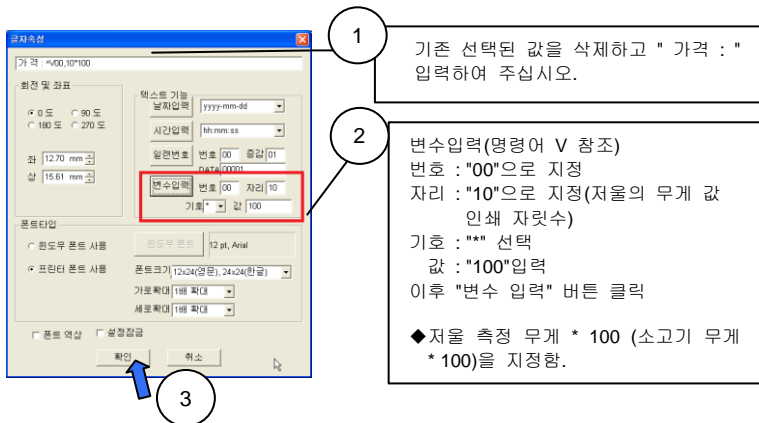 글자속성
가격 : ^V00,10*100
회전 및 좌표
0 도
90 도
180 도
270 도
좌 12.70 mm
상 15.61 mm
텍스트 기능
날짜입력 yyyy-mm-dd
시간입력 hh:mm:ss
일련번호 번호 00 증감 01
DATA 00001
변수입력 번호 00 자리 10
기호 * 값 100
폰트타입
윈도우 폰트 사용
윈도우 폰트 12 pt, Arial
프린터 폰트 사용
폰트크기 12x24(영문), 24x24(한글)
가로확대 1배 확대
세로확대 1배 확대
폰트 역상
설정잠금
확인
취소
1
기존 선택된 값을 삭제하고 " 가격 : "
입력하여 주십시오.
2
변수입력(명령어 V 참조)
번호 : "00"으로 지정
자리 : "10"으로 지정(저울의 무게 값
인쇄 자릿수)
기호 : "*" 선택
값 : "100"입력
이후 "변수 입력" 버튼 클릭
◆저울 측정 무게 * 100 (소고기 무게
* 100)을 지정함.
3